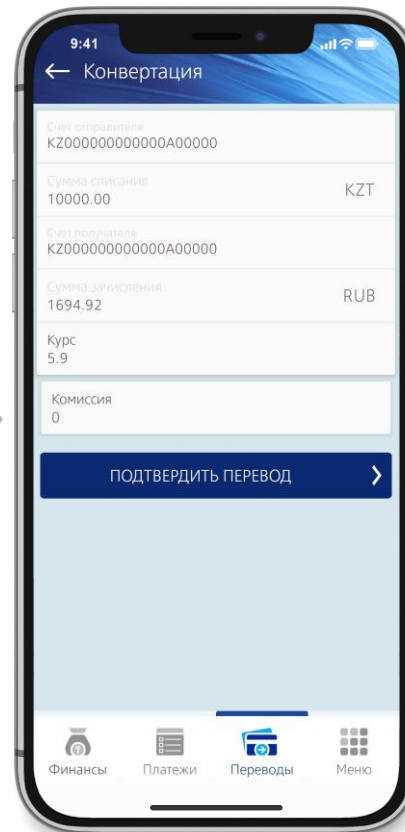 9:41
← Конвертация
Счет отправителя
KZ000000000000A00000
Сумма списания
10000.00
KZT
Счет получателя
KZ000000000000A00000
Сумма зачисления
1694.92
RUB
Курс
5.9
Комиссия
0
ПОДТВЕРДИТЬ ПЕРЕВОД
Финансы
Платежи
Переводы
Меню